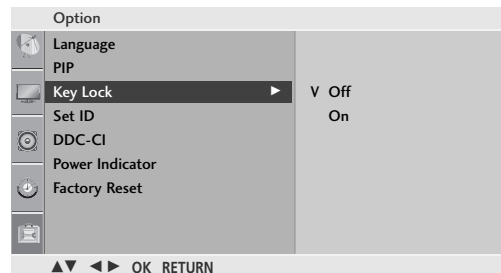 Option
Language
PIP
Key Lock ► V Off
Set ID On
DDC-CI
Power Indicator
Factory Reset
▲▼ ◄► OK RETURN